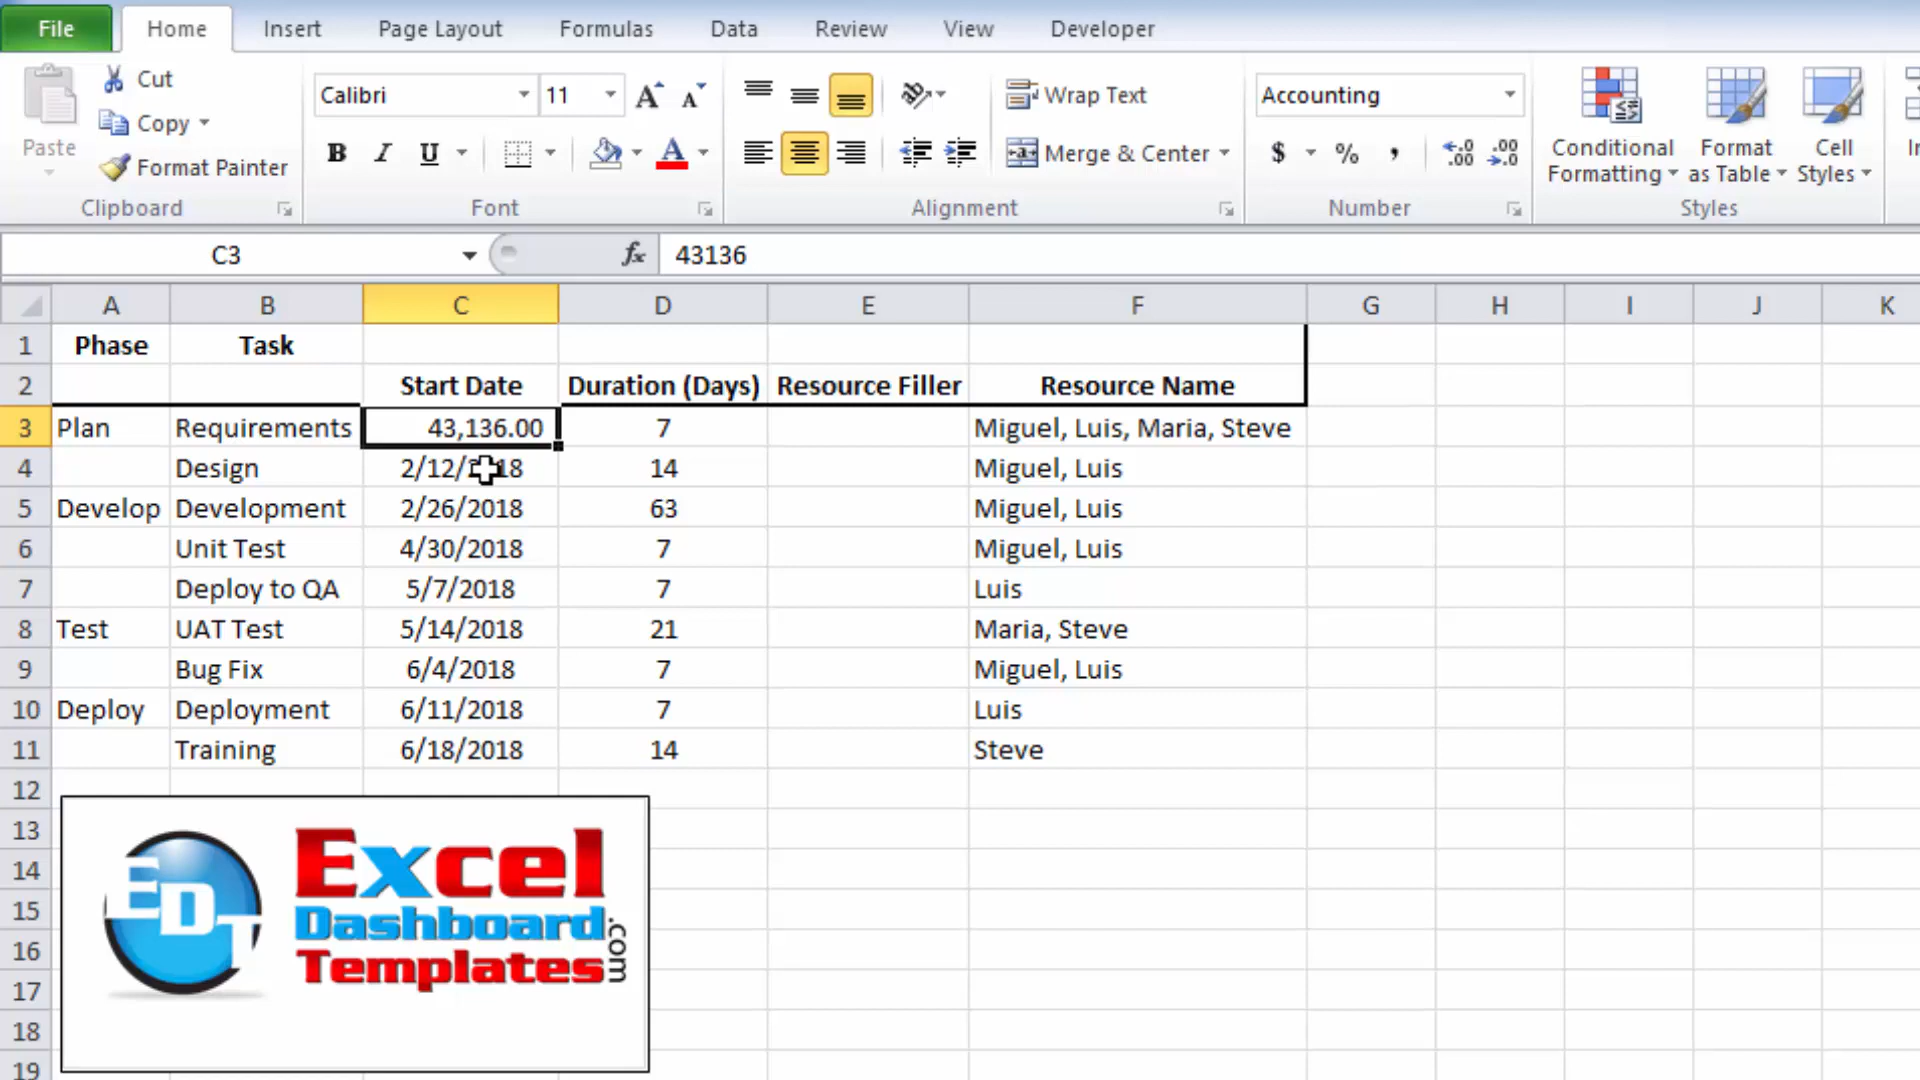 File Home Insert Page Layout Formulas Data Review View Developer
Cut
Copy
Format Painter
Paste
Clipboard
Calibri 11
B I U
Font
Wrap Text
Merge & Center
Alignment
Accounting
$ % ,
Number
Conditional Formatting
Format as Table
Cell Styles
Styles
C3 fx 43136
A B C D E F G H I J K
1 Phase Task
2 Start Date Duration (Days) Resource Filler Resource Name
3 Plan Requirements 43,136.00 7 Miguel, Luis, Maria, Steve
4 Design 2/12/2018 14 Miguel, Luis
5 Develop Development 2/26/2018 63 Miguel, Luis
6 Unit Test 4/30/2018 7 Miguel, Luis
7 Deploy to QA 5/7/2018 7 Luis
8 Test UAT Test 5/14/2018 21 Maria, Steve
9 Bug Fix 6/4/2018 7 Miguel, Luis
10 Deploy Deployment 6/11/2018 7 Luis
11 Training 6/18/2018 14 Steve
12
13
14
15
16
17
18
19
EDT
Excel
Dashboard
Templates
.com